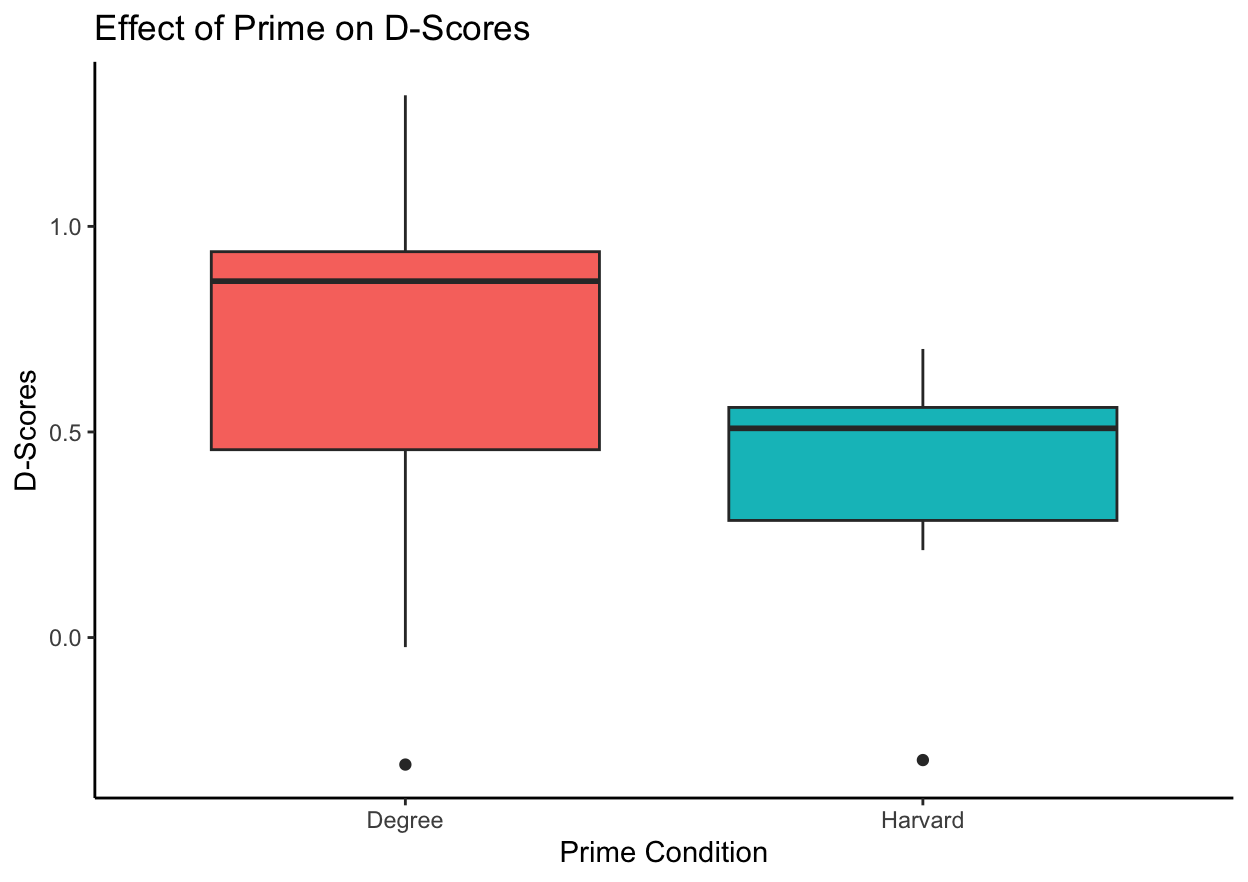 Effect of Prime on D-Scores
D-Scores
1.0
0.5
0.0
Degree
Harvard
Prime Condition